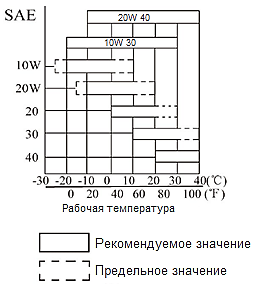 SAE
20W 40
10W 30
10W
20W
20
30
40
-30 -20 -10 0 10 20 30 40(℃)
0 20 40 60 80 100(℉)
Рабочая температура
Рекомендуемое значение
Предельное значение